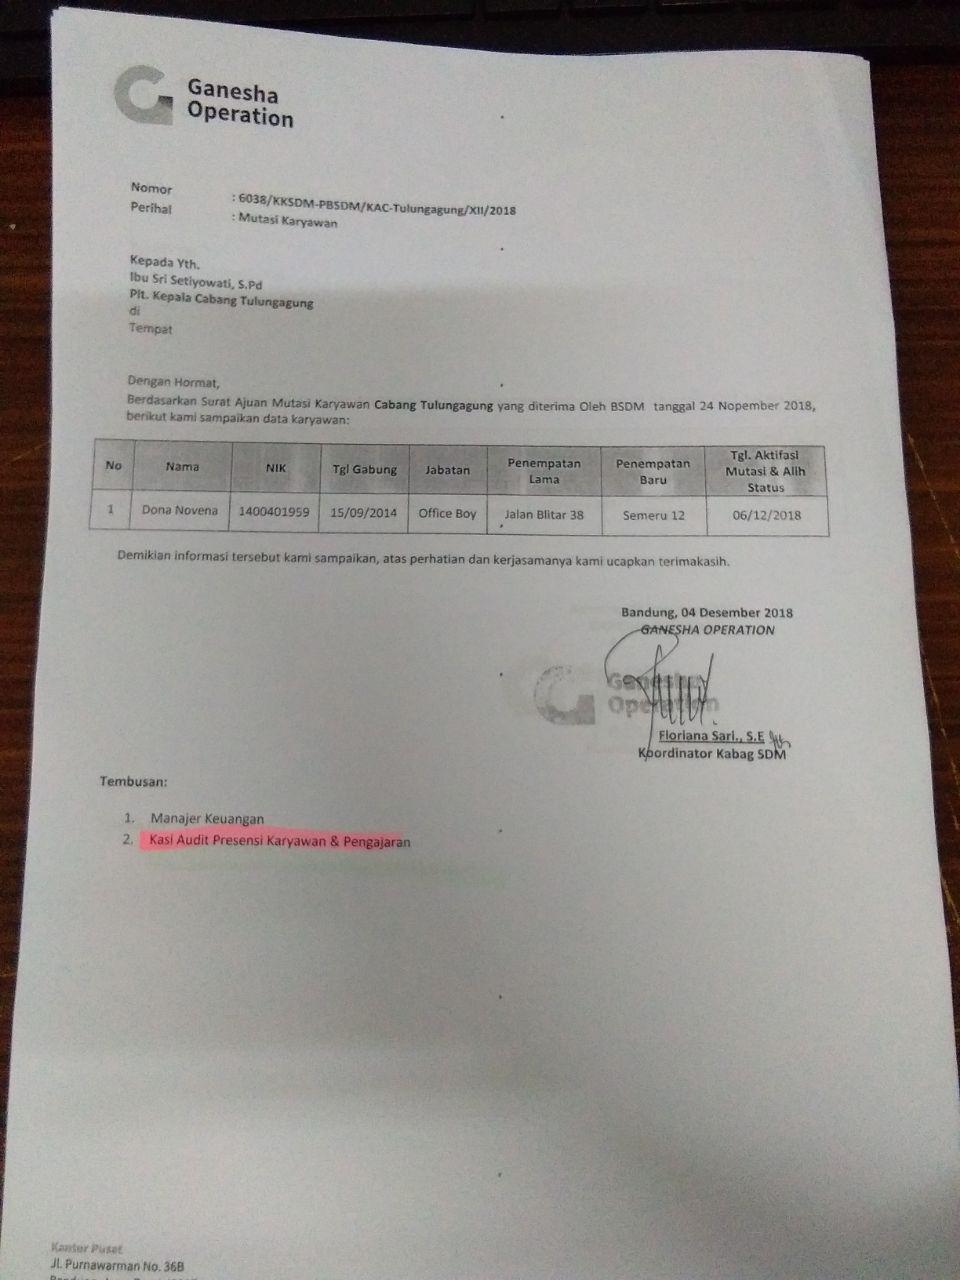 Ganesha
Operation
Nomor : 6038/KKSDM-PBSDM/KAC-Tulungagung/XII/2018
Perihal : Mutasi Karyawan
Kepada Yth.
Ibu Sri Setiyowati, S.Pd
Plt. Kepala Cabang Tulungagung
di
Tempat
Dengan Hormat,
Berdasarkan Surat Ajuan Mutasi Karyawan Cabang Tulungagung yang diterima Oleh BSDM tanggal 24 Nopember 2018,
berikut kami sampaikan data karyawan:
No Nama NIK Tgl Gabung Jabatan Penempatan Lama Penempatan Baru Tgl. Aktifasi Mutasi & Alih Status
1 Dona Novena 1400401959 15/09/2014 Office Boy Jalan Blitar 38 Semeru 12 06/12/2018
Demikian informasi tersebut kami sampaikan, atas perhatian dan kerjasamanya kami ucapkan terimakasih.
Bandung, 04 Desember 2018
GANESHA OPERATION
Ganesha
Operation
Floriana Sari., S.E
Koordinator Kabag SDM
Tembusan:
1. Manajer Keuangan
2. Kasi Audit Presensi Karyawan & Pengajaran
Kantor Pusat
Jl. Purnawarman No. 36B